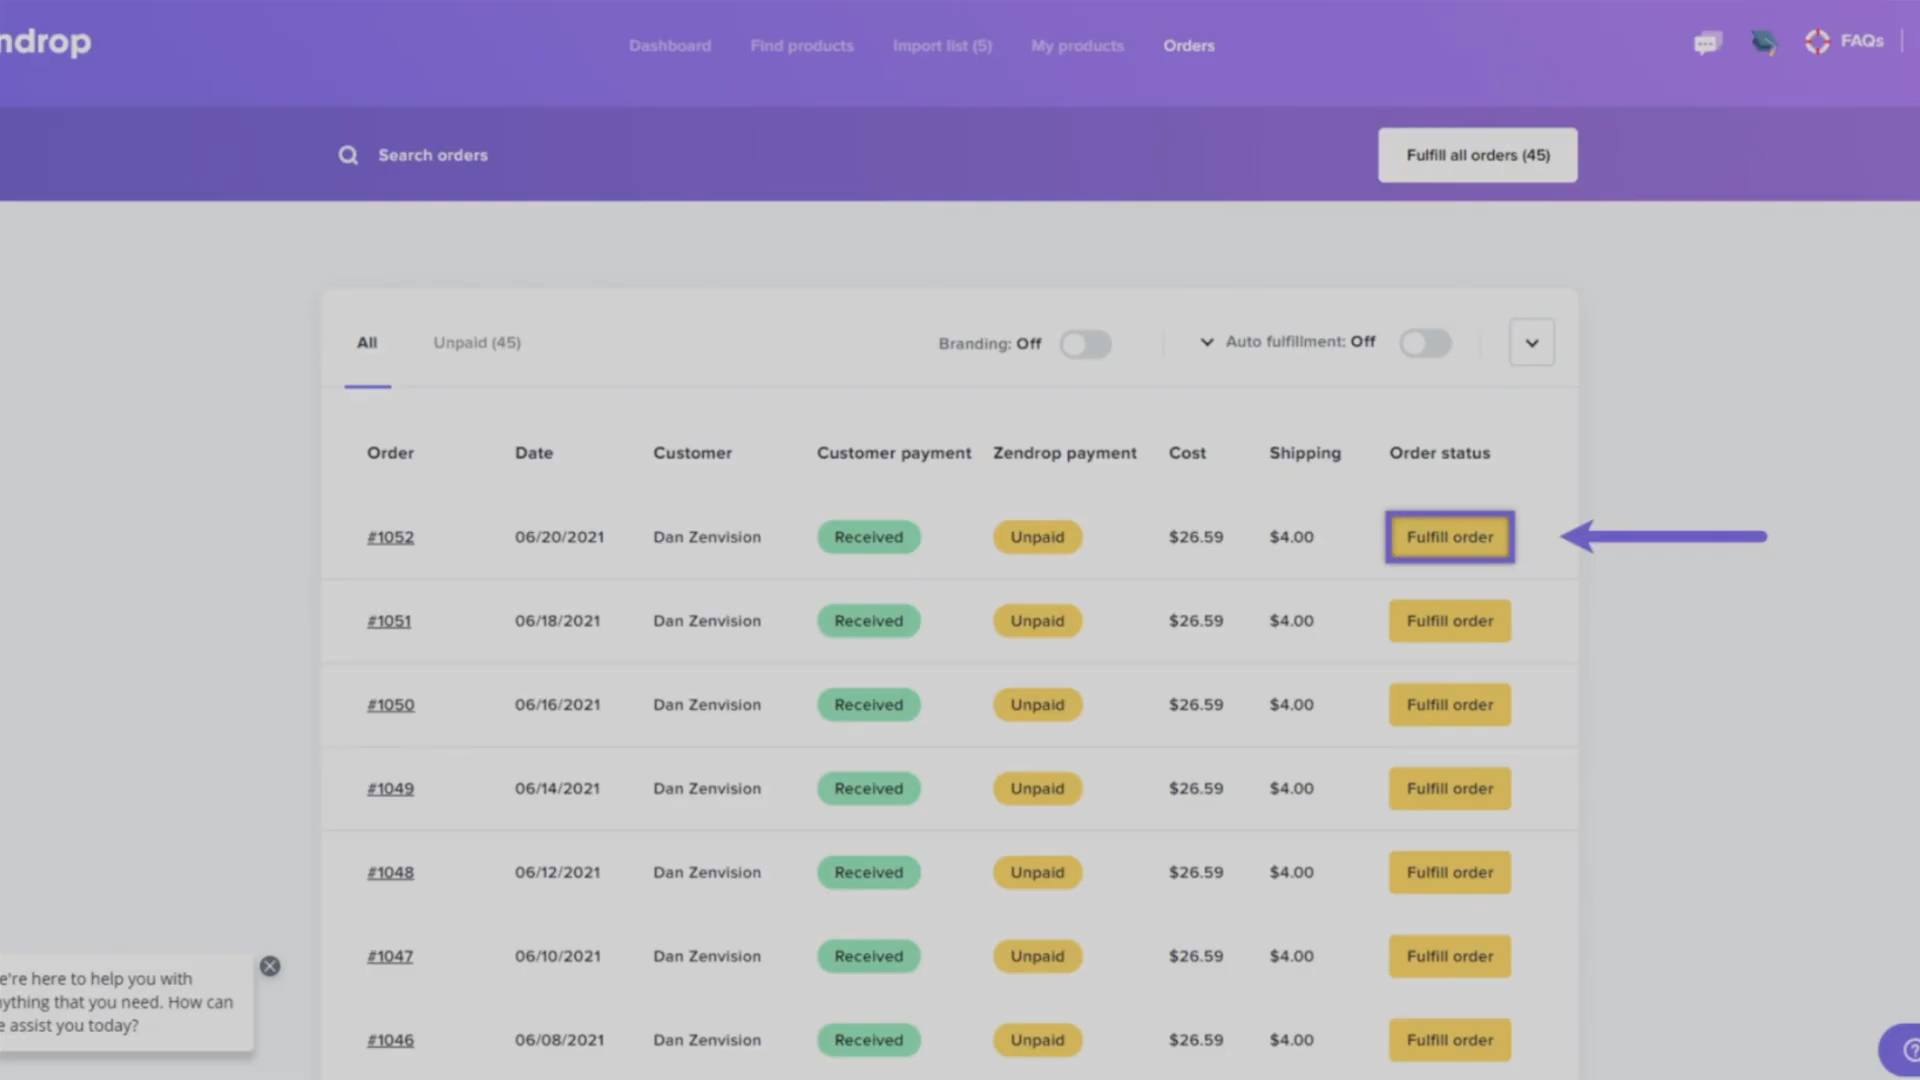 ndrop
Dashboard Find products Import list (5) My products Orders
FAQs
Search orders
Fulfill all orders (45)
All Unpaid (45) Branding: Off Auto fulfillment: Off
Order Date Customer Customer payment Zendrop payment Cost Shipping Order status
#1052 06/20/2021 Dan Zenvision Received Unpaid $26.59 $4.00 Fulfill order
#1051 06/18/2021 Dan Zenvision Received Unpaid $26.59 $4.00 Fulfill order
#1050 06/16/2021 Dan Zenvision Received Unpaid $26.59 $4.00 Fulfill order
#1049 06/14/2021 Dan Zenvision Received Unpaid $26.59 $4.00 Fulfill order
#1048 06/12/2021 Dan Zenvision Received Unpaid $26.59 $4.00 Fulfill order
#1047 06/10/2021 Dan Zenvision Received Unpaid $26.59 $4.00 Fulfill order
#1046 06/08/2021 Dan Zenvision Received Unpaid $26.59 $4.00 Fulfill order
e're here to help you with
ything that you need. How can
e assist you today?